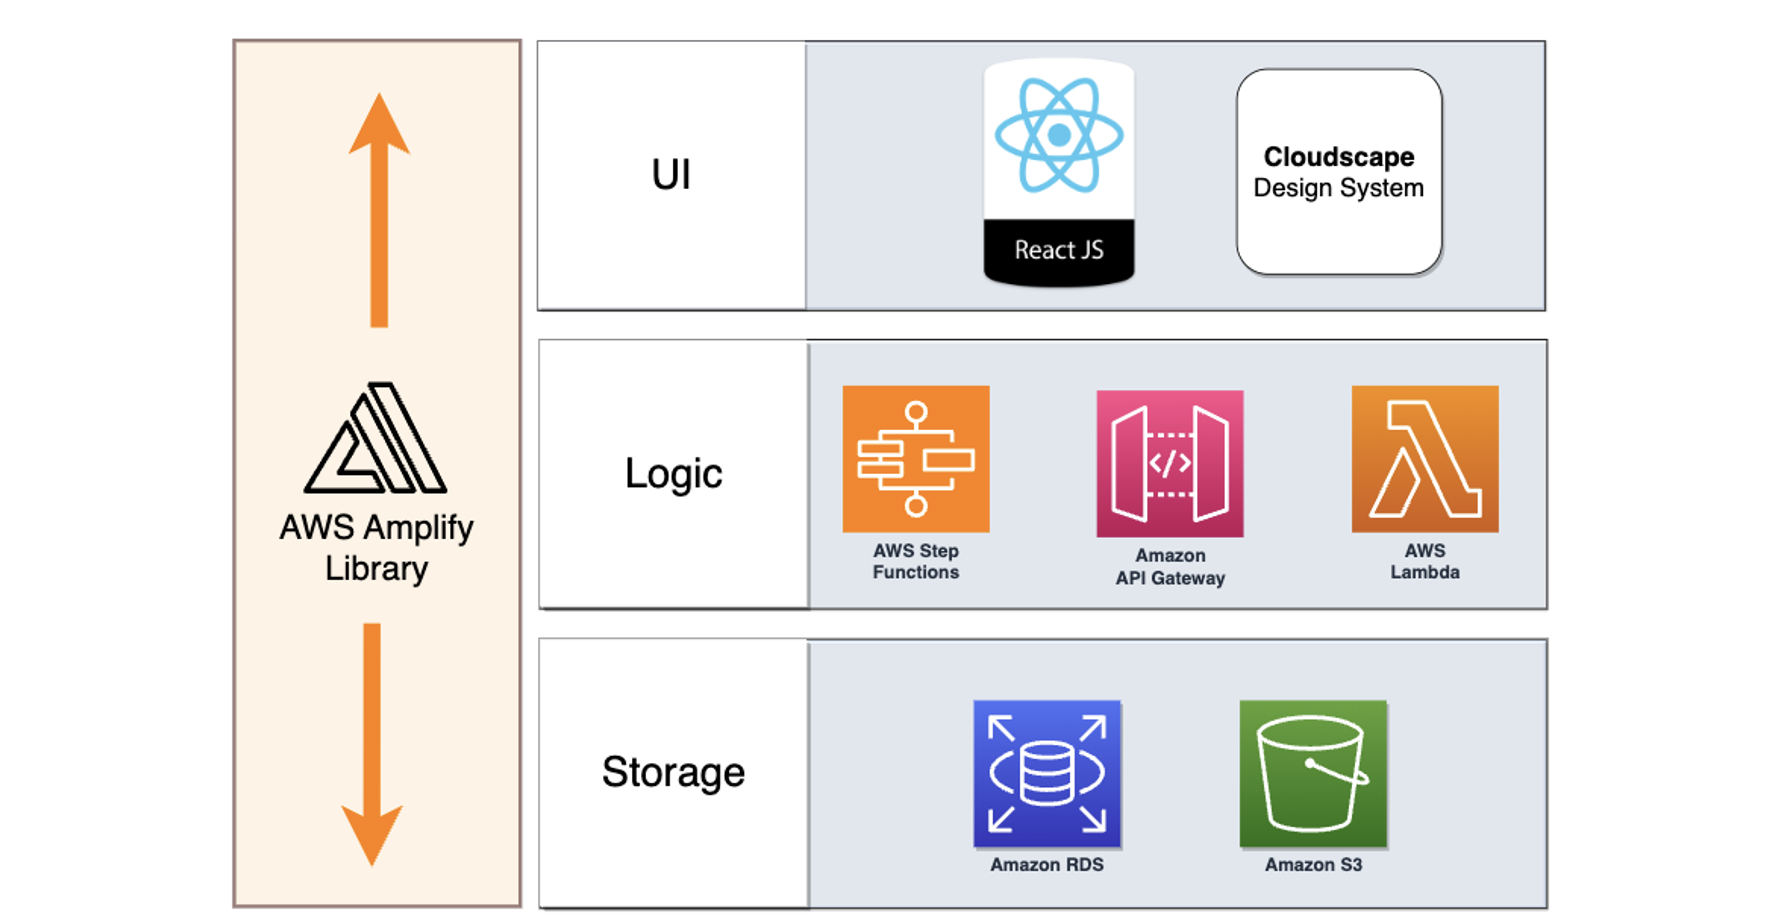 AWS Amplify
Library
UI
React JS
Cloudscape
Design System
Logic
AWS Step
Functions
</>
Amazon
API Gateway
AWS
Lambda
Storage
Amazon RDS
Amazon S3